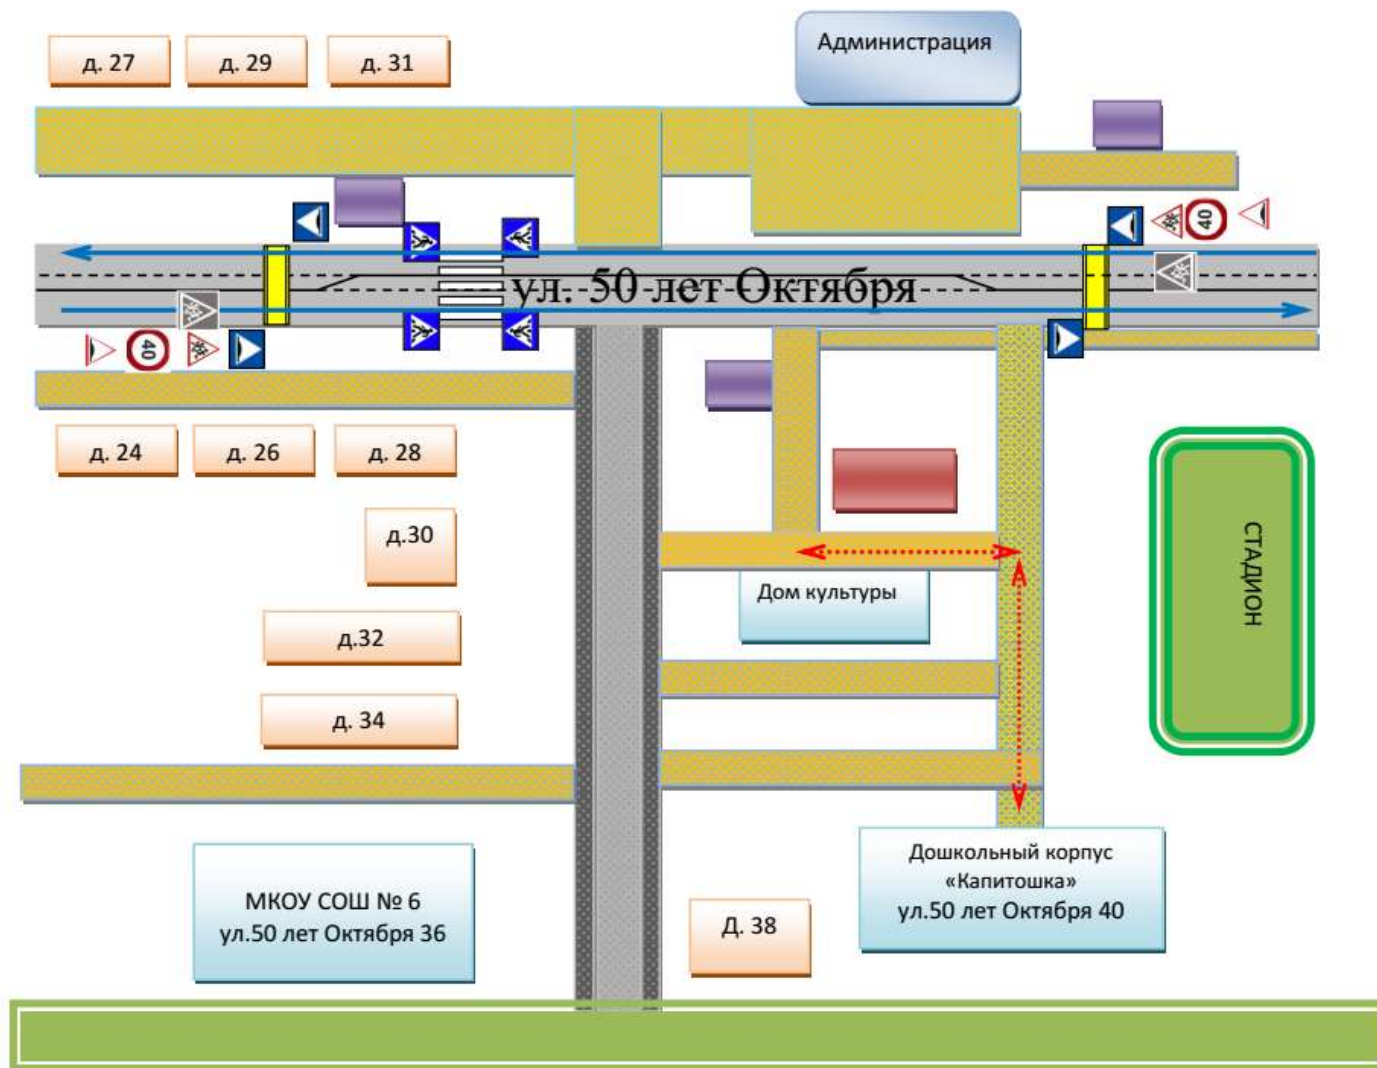 Администрация
д. 27
д. 29
д. 31
40
ул. 50 лет Октября
40
д. 24
д. 26
д. 28
д.30
СТАДИОН
Дом культуры
д.32
д. 34
Дошкольный корпус
«Капитошка»
ул.50 лет Октября 40
МКОУ СОШ № 6
ул.50 лет Октября 36
Д. 38